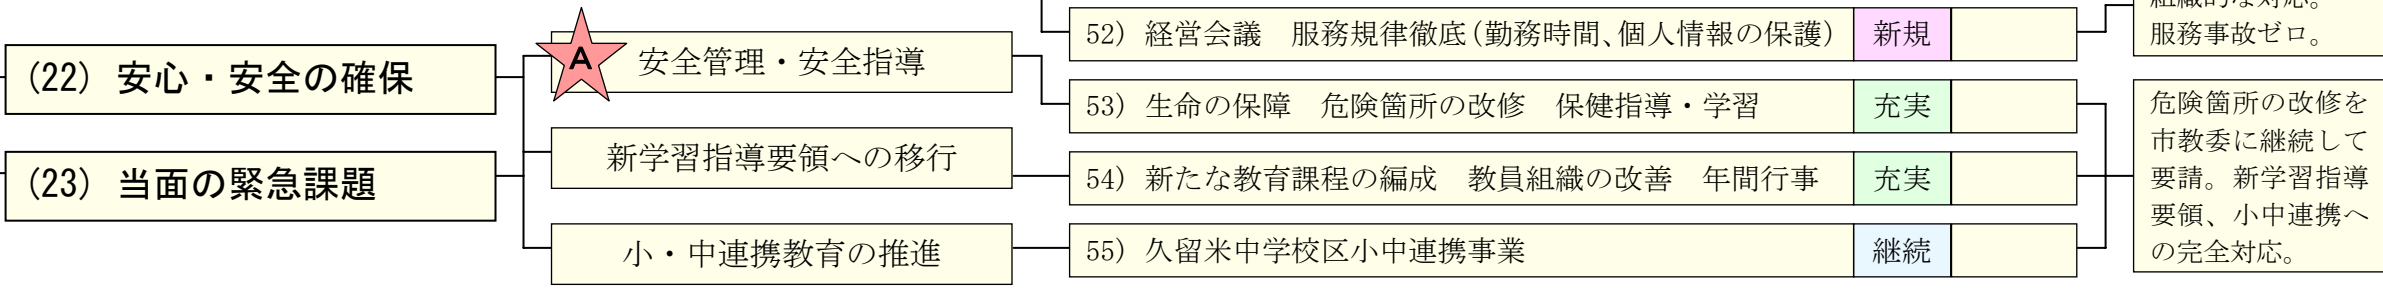 組織的な対応。
服務事故ゼロ。
52) 経営会議　服務規律徹底(勤務時間、個人情報の保護)
新規
(22) 安心・安全の確保
A
安全管理・安全指導
53) 生命の保障　危険箇所の改修　保健指導・学習
充実
新学習指導要領への移行
54) 新たな教育課程の編成　教員組織の改善　年間行事
充実
(23) 当面の緊急課題
小・中連携教育の推進
55) 久留米中学校区小中連携事業
継続
危険箇所の改修を
市教委に継続して
要請。新学習指導
要領、小中連携へ
の完全対応。